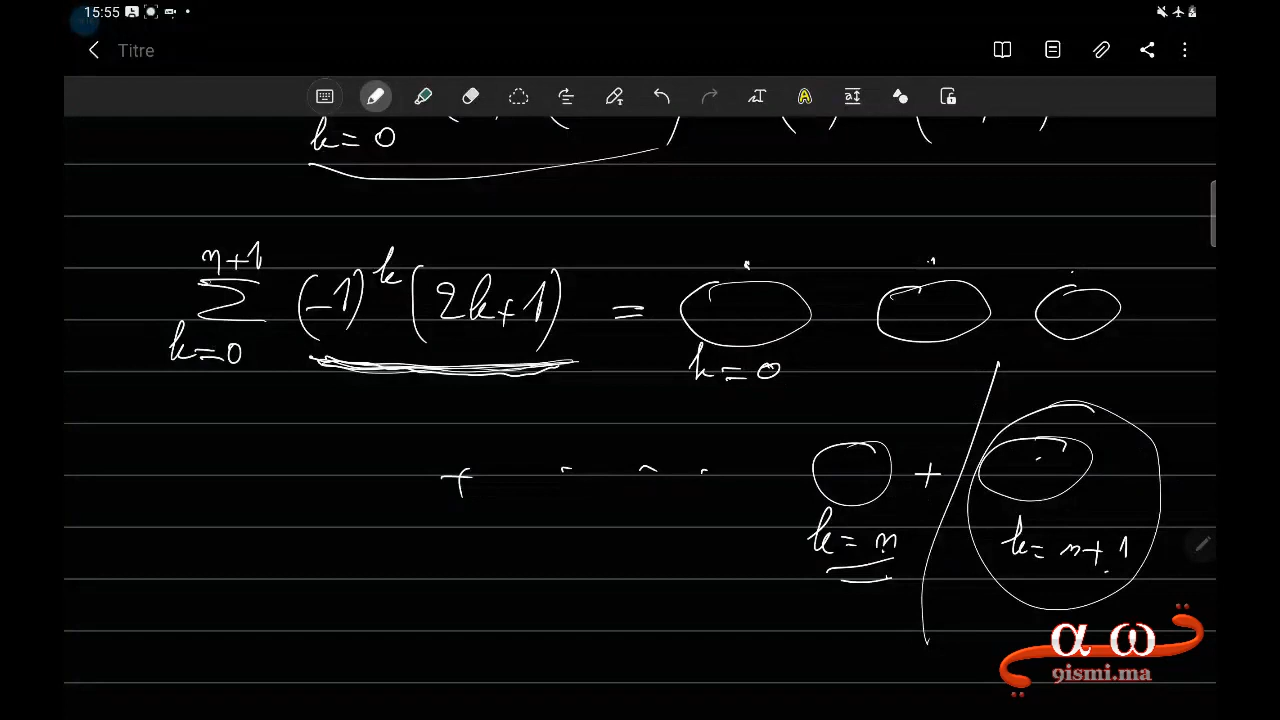 15:55
Titre
k=0
n+1
∑ (-1)^k (2k+1) =
k=0 k=0
+ . . . +
k=n k=n+1
α ω
9ismi.ma